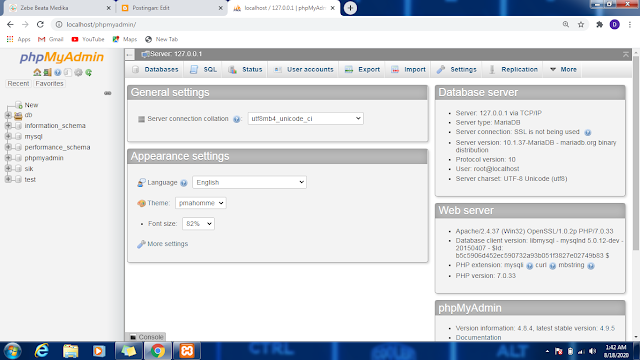 Zebe Beata Medika
Postingan: Edit
localhost / 127.0.0.1 | phpMyA
localhost/phpmyadmin/
Apps
Gmail
YouTube
Maps
New Tab
phpMyAdmin
Recent Favorites
New
db
information_schema
mysql
performance_schema
phpmyadmin
sik
test
Server: 127.0.0.1
Databases SQL Status User accounts Export Import Settings Replication More
General settings
Server connection collation utf8mb4_unicode_ci
Appearance settings
Language English
Theme: pmahomme
Font size: 82%
More settings
Database server
Server: 127.0.0.1 via TCP/IP
Server type: MariaDB
Server connection: SSL is not being used
Server version: 10.1.37-MariaDB - mariadb.org binary
distribution
Protocol version: 10
User: root@localhost
Server charset: UTF-8 Unicode (utf8)
Web server
Apache/2.4.37 (Win32) OpenSSL/1.0.2p PHP/7.0.33
Database client version: libmysql - mysqlnd 5.0.12-dev -
20150407 - $Id:
b5c5906d452ec590732a93b051f3827e02749b83 $
PHP extension: mysqli curl mbstring
PHP version: 7.0.33
phpMyAdmin
Version information: 4.8.4, latest stable version: 4.9.5
Documentation
Console
CTRL
ALT
1:42 AM
8/18/2020